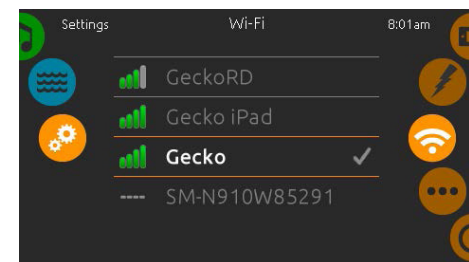 Settings
Wi-Fi
8:01am
GeckoRD
Gecko iPad
Gecko
---- SM-N910W85291